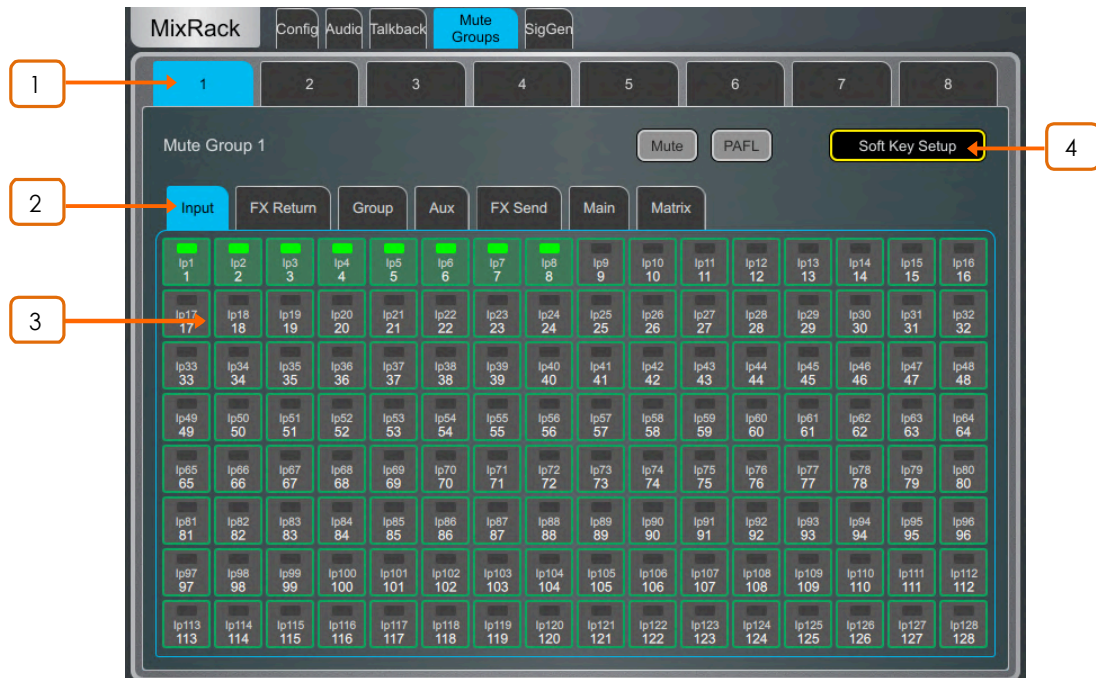 MixRack Config Audio Talkback Mute Groups SigGen
1 1 2 3 4 5 6 7 8
Mute Group 1 Mute PAFL Soft Key Setup 4
2 Input FX Return Group Aux FX Send Main Matrix
Ip1 Ip2 Ip3 Ip4 Ip5 Ip6 Ip7 Ip8 Ip9 Ip10 Ip11 Ip12 Ip13 Ip14 Ip15 Ip16
1 2 3 4 5 6 7 8 9 10 11 12 13 14 15 16
3
Ip17 Ip18 Ip19 Ip20 Ip21 Ip22 Ip23 Ip24 Ip25 Ip26 Ip27 Ip28 Ip29 Ip30 Ip31 Ip32
17 18 19 20 21 22 23 24 25 26 27 28 29 30 31 32
Ip33 Ip34 Ip35 Ip36 Ip37 Ip38 Ip39 Ip40 Ip41 Ip42 Ip43 Ip44 Ip45 Ip46 Ip47 Ip48
33 34 35 36 37 38 39 40 41 42 43 44 45 46 47 48
Ip49 Ip50 Ip51 Ip52 Ip53 Ip54 Ip55 Ip56 Ip57 Ip58 Ip59 Ip60 Ip61 Ip62 Ip63 Ip64
49 50 51 52 53 54 55 56 57 58 59 60 61 62 63 64
Ip65 Ip66 Ip67 Ip68 Ip69 Ip70 Ip71 Ip72 Ip73 Ip74 Ip75 Ip76 Ip77 Ip78 Ip79 Ip80
65 66 67 68 69 70 71 72 73 74 75 76 77 78 79 80
Ip81 Ip82 Ip83 Ip84 Ip85 Ip86 Ip87 Ip88 Ip89 Ip90 Ip91 Ip92 Ip93 Ip94 Ip95 Ip96
81 82 83 84 85 86 87 88 89 90 91 92 93 94 95 96
Ip97 Ip98 Ip99 Ip100 Ip101 Ip102 Ip103 Ip104 Ip105 Ip106 Ip107 Ip108 Ip109 Ip110 Ip111 Ip112
97 98 99 100 101 102 103 104 105 106 107 108 109 110 111 112
Ip113 Ip114 Ip115 Ip116 Ip117 Ip118 Ip119 Ip120 Ip121 Ip122 Ip123 Ip124 Ip125 Ip126 Ip127 Ip128
113 114 115 116 117 118 119 120 121 122 123 124 125 126 127 128